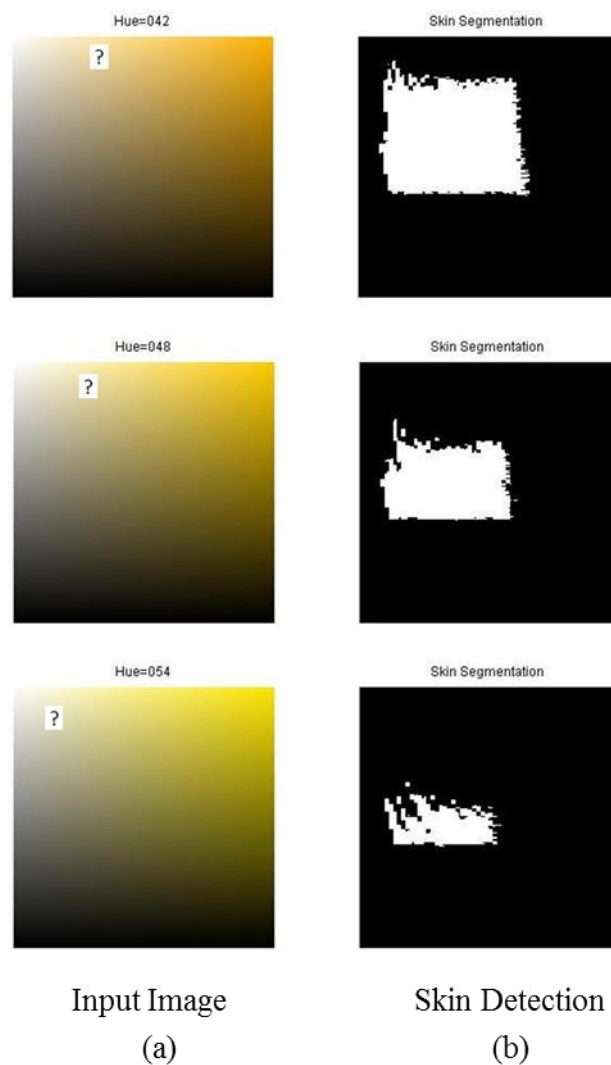 Hue=042 Skin Segmentation
?
Hue=048 Skin Segmentation
?
Hue=054 Skin Segmentation
?
Input Image Skin Detection
(a) (b)